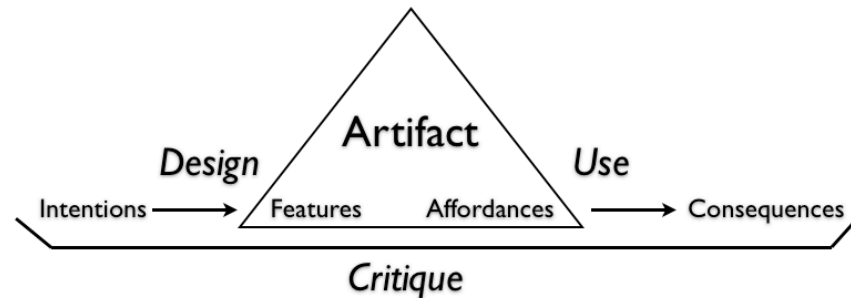 Artifact
Design
Use
Intentions
Features
Affordances
Consequences
Critique